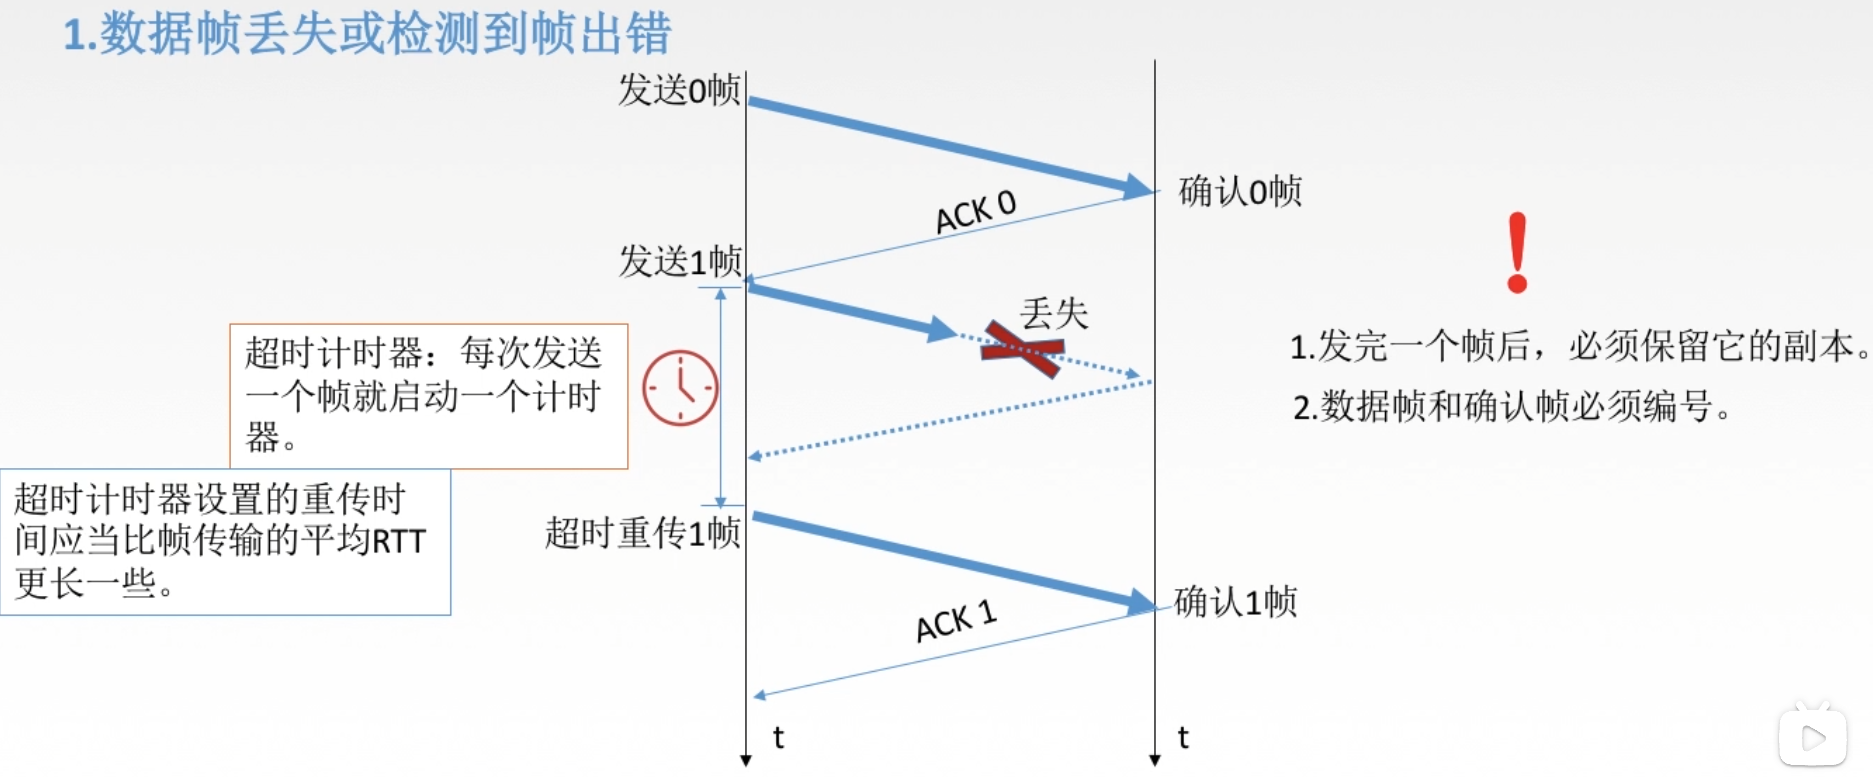 1.数据帧丢失或检测到帧出错
发送0帧
确认0帧
ACK 0
发送1帧
丢失
超时计时器：每次发送
一个帧就启动一个计时
器。
1.发完一个帧后，必须保留它的副本。
2.数据帧和确认帧必须编号。
超时计时器设置的重传时
间应当比帧传输的平均RTT
更长一些。
超时重传1帧
确认1帧
ACK 1
t
t